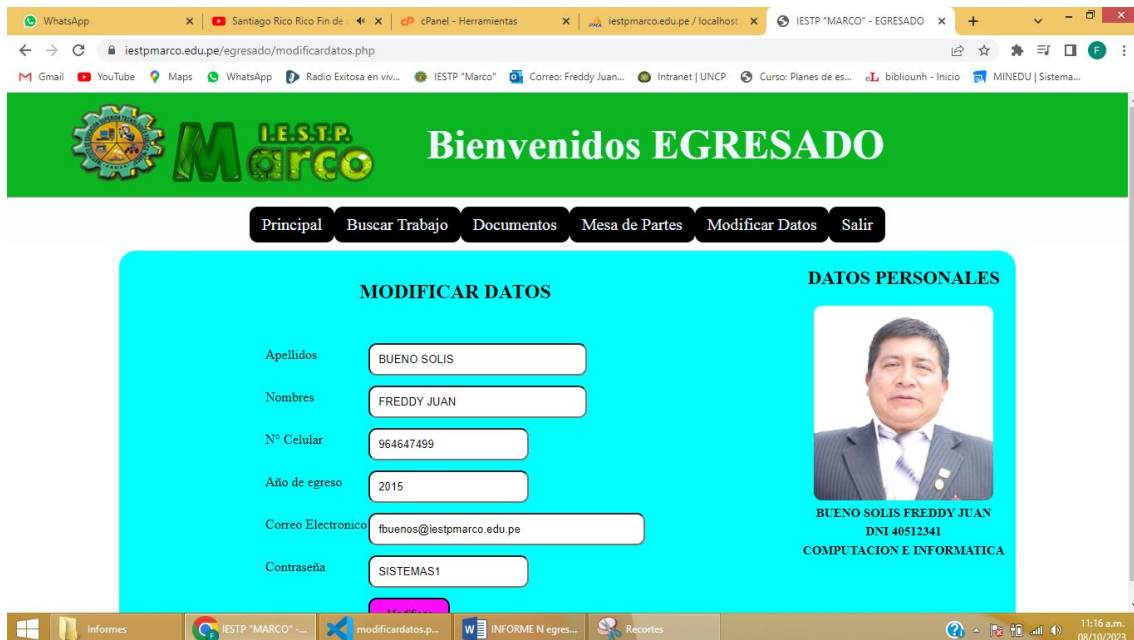 WhatsApp
Santiago Rico Rico Fin de
cPanel - Herramientas
iestpmarco.edu.pe / localhost
IESTP "MARCO" - EGRESADO
iestpmarco.edu.pe/egresado/modificardatos.php
F
Gmail
YouTube
Maps
WhatsApp
Radio Exitosa en viv...
IESTP "Marco"
Correo: Freddy Juan...
Intranet | UNCP
Curso: Planes de es...
bibliounh - Inicio
MINEDU | Sistema...
I.E.S.T.P.
Marco
Bienvenidos EGRESADO
Principal
Buscar Trabajo
Documentos
Mesa de Partes
Modificar Datos
Salir
MODIFICAR DATOS
Apellidos
BUENO SOLIS
Nombres
FREDDY JUAN
N° Celular
964647499
Año de egreso
2015
Correo Electronico
fbuenos@iestpmarco.edu.pe
Contraseña
SISTEMAS1
Modificar
DATOS PERSONALES
BUENO SOLIS FREDDY JUAN
DNI 40512341
COMPUTACION E INFORMATICA
Informes
IESTP "MARCO" -...
modificardatos.p...
INFORME N egres...
Recortes
11:16 a.m.
08/10/2023